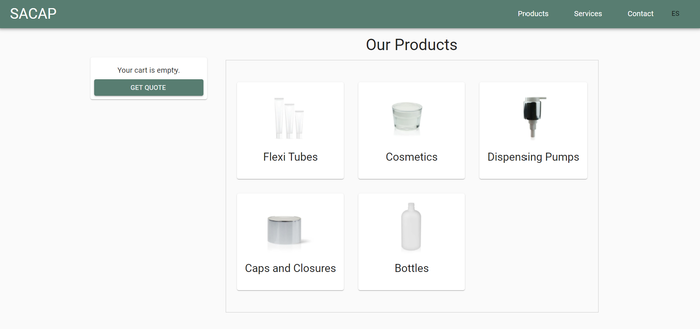 SACAP
Products
Services
Contact
ES
Our Products
Your cart is empty.
GET QUOTE
Flexi Tubes
Cosmetics
Dispensing Pumps
Caps and Closures
Bottles